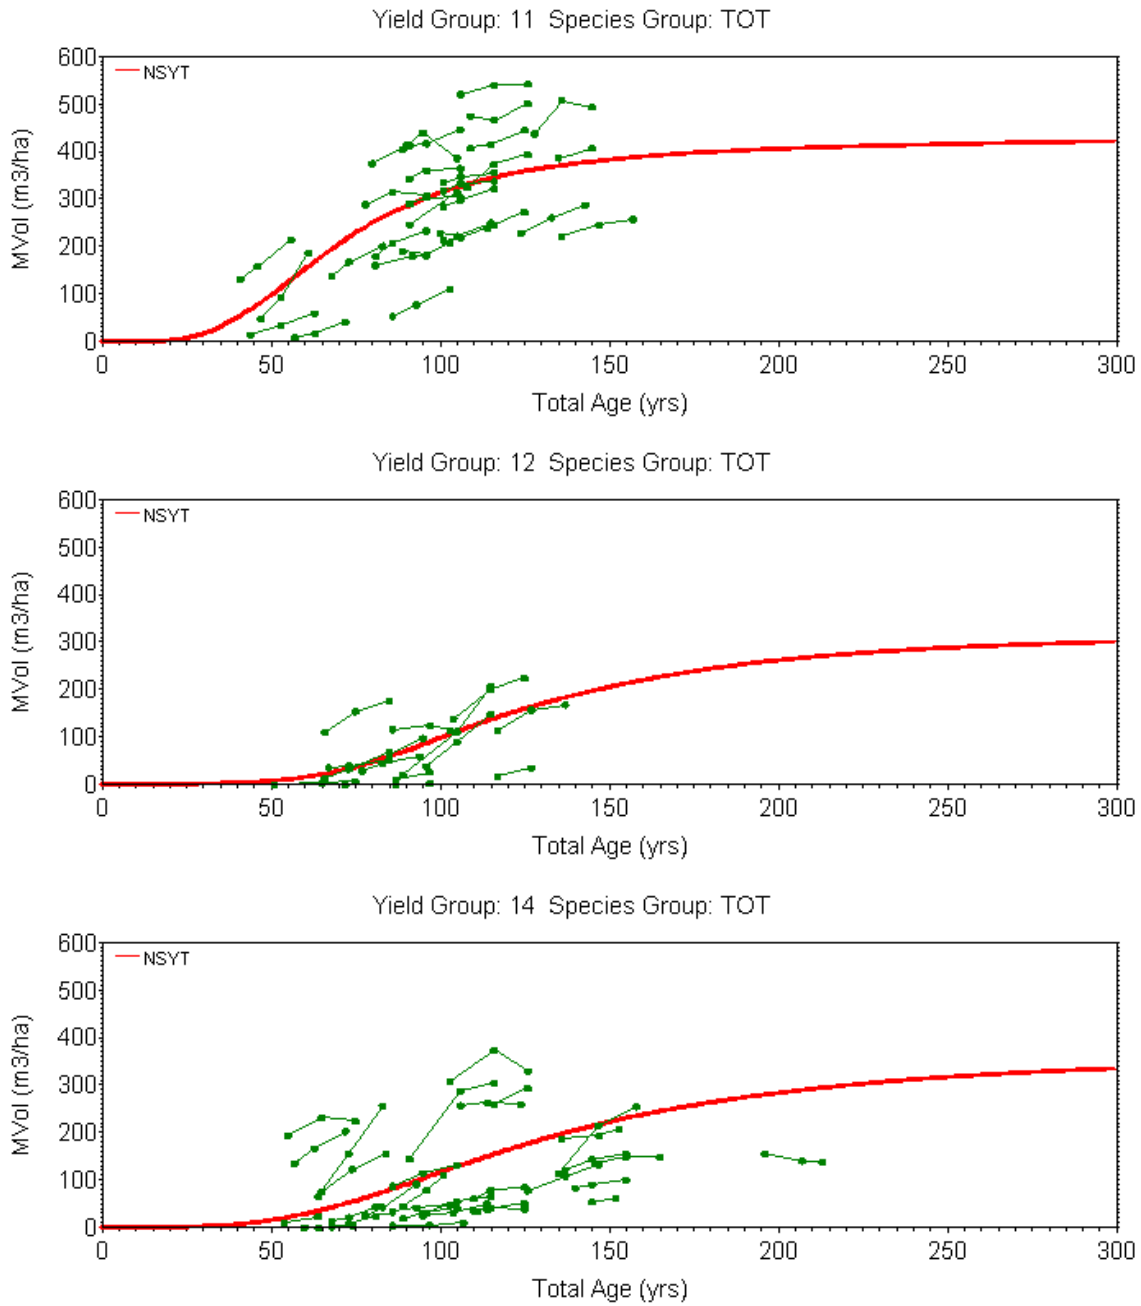 Yield Group: 11 Species Group: TOT
600
NSYT
500
400
300
200
100
0
MVol (m3/ha)
0 50 100 150 200 250 300
Total Age (yrs)
Yield Group: 12 Species Group: TOT
600
NSYT
500
400
300
200
100
0
MVol (m3/ha)
0 50 100 150 200 250 300
Total Age (yrs)
Yield Group: 14 Species Group: TOT
600
NSYT
500
400
300
200
100
0
MVol (m3/ha)
0 50 100 150 200 250 300
Total Age (yrs)